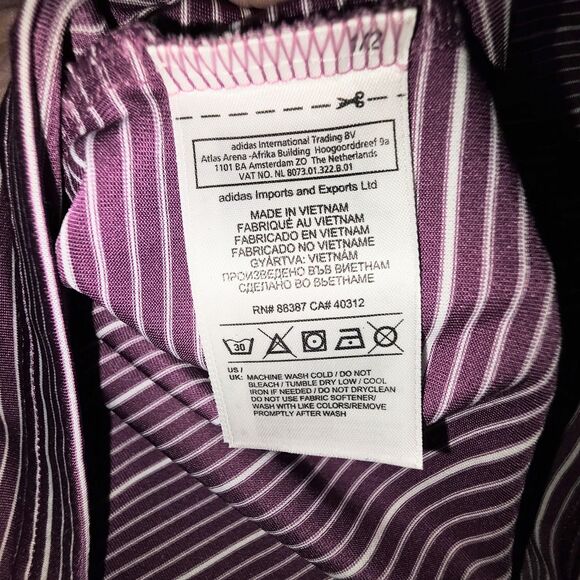 1/2
adidas International Trading BV
Atlas Arena -Afrika Building Hoogoorddreef 9a
1101 BA Amsterdam ZO The Netherlands
VAT NO. NL 8073.01.322.B.01
adidas Imports and Exports Ltd
MADE IN VIETNAM
FABRIQUÉ AU VIETNAM
FABRICADO EN VIETNAM
FABRICADO NO VIETNAME
GYÁRTVA: VIETNÁM
ПРОИЗВЕДЕНО ВЪВ ВИЕТНАМ
СДЕЛАНО ВО ВЬЕТНАМЕ
RN# 88387 CA# 40312
30
US /
UK: MACHINE WASH COLD / DO NOT
BLEACH / TUMBLE DRY LOW / COOL
IRON IF NEEDED / DO NOT DRYCLEAN
DO NOT USE FABRIC SOFTENER/
WASH WITH LIKE COLORS/REMOVE
PROMPTLY AFTER WASH